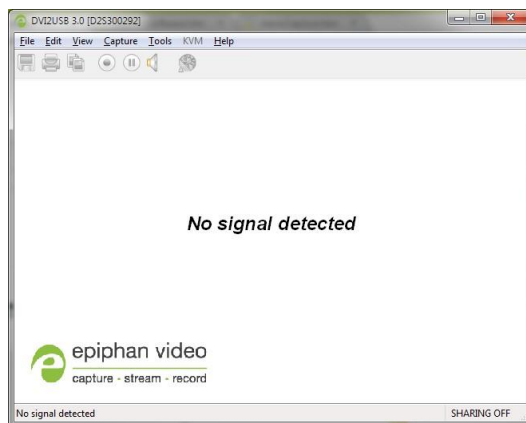 DVI2USB 3.0 [D2S300292]
File Edit View Capture Tools KVM Help
No signal detected
epiphan video
capture - stream - record
No signal detected SHARING OFF